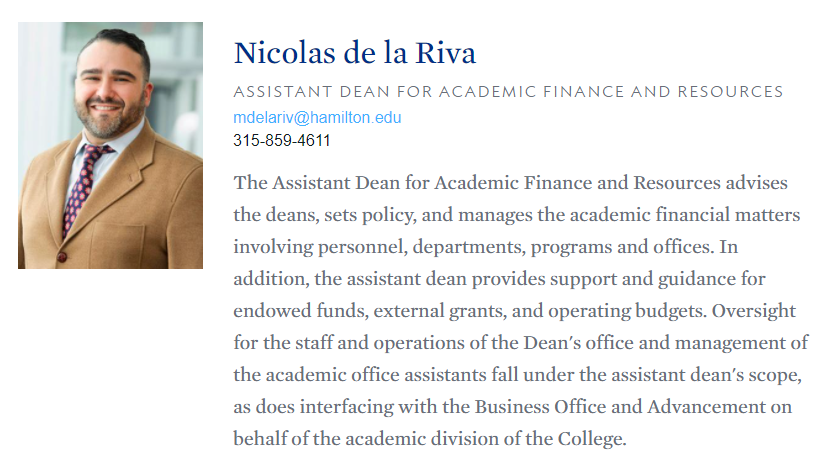 Nicolas de la Riva
ASSISTANT DEAN FOR ACADEMIC FINANCE AND RESOURCES
mdelariv@hamilton.edu
315-859-4611
The Assistant Dean for Academic Finance and Resources advises
the deans, sets policy, and manages the academic financial matters
involving personnel, departments, programs and offices. In
addition, the assistant dean provides support and guidance for
endowed funds, external grants, and operating budgets. Oversight
for the staff and operations of the Dean's office and management of
the academic office assistants fall under the assistant dean's scope,
as does interfacing with the Business Office and Advancement on
behalf of the academic division of the College.